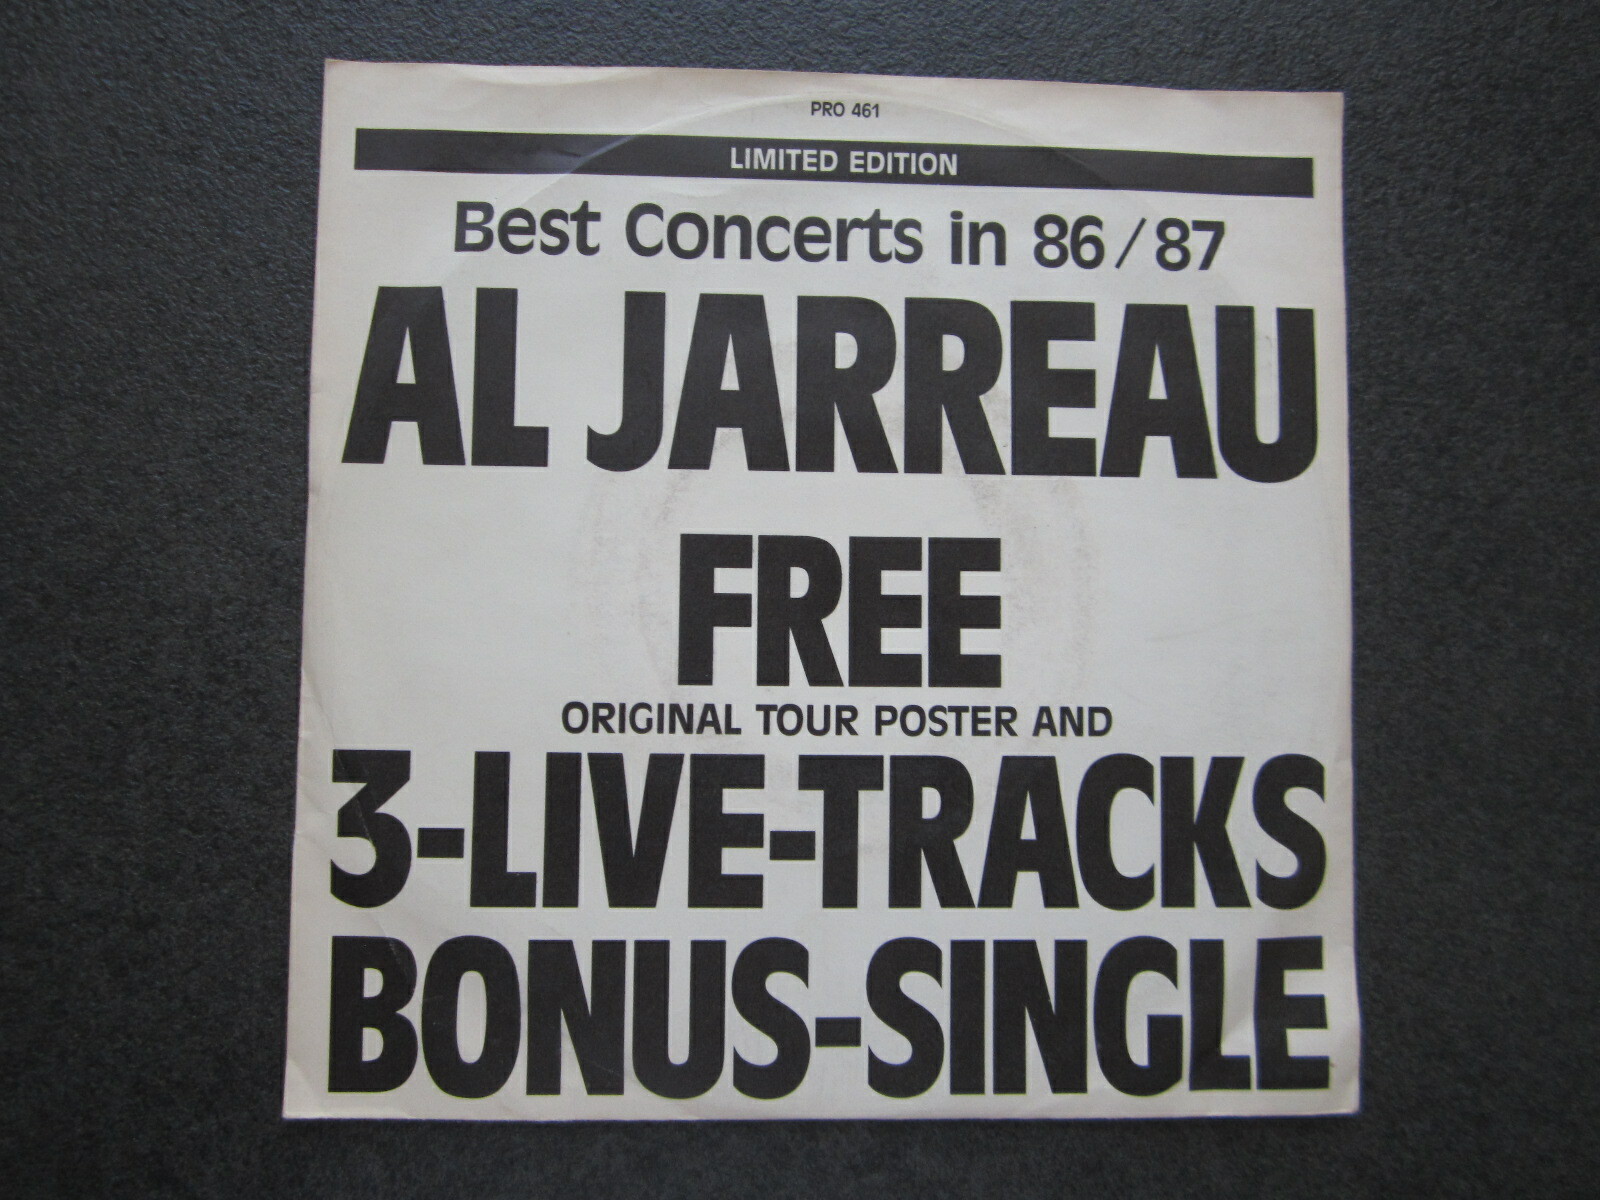 PRO 461
LIMITED EDITION
Best Concerts in 86/87
AL JARREAU
FREE
ORIGINAL TOUR POSTER AND
3-LIVE-TRACKS
BONUS-SINGLE